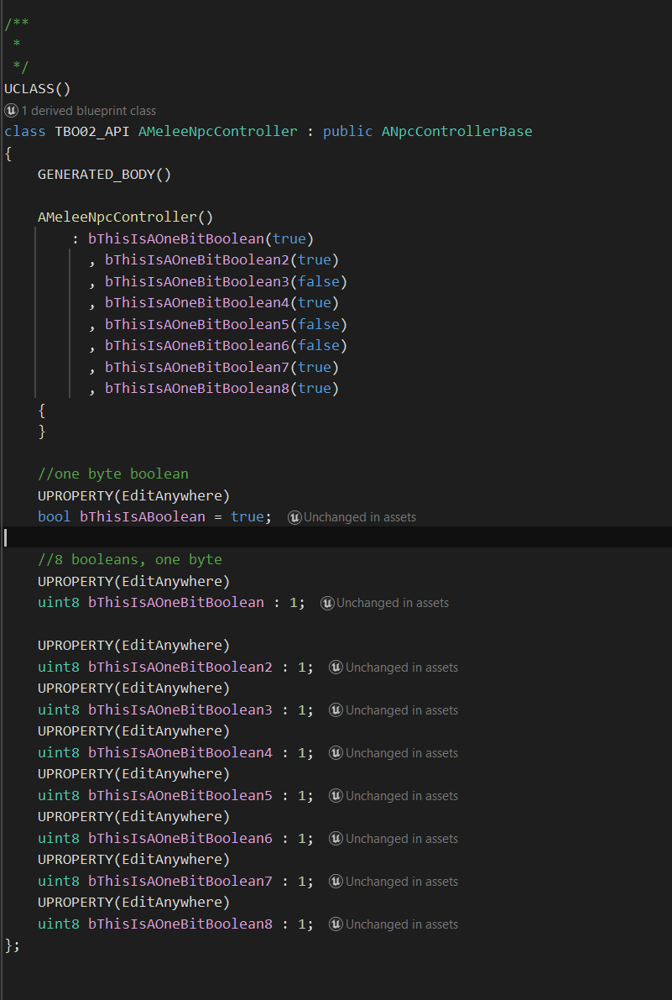 /**
 *
 */
UCLASS()
1 derived blueprint class
class TBO02_API AMeleeNpcController : public ANpcControllerBase
{
    GENERATED_BODY()
    AMeleeNpcController()
        : bThisIsAOneBitBoolean(true)
          , bThisIsAOneBitBoolean2(true)
          , bThisIsAOneBitBoolean3(false)
          , bThisIsAOneBitBoolean4(true)
          , bThisIsAOneBitBoolean5(false)
          , bThisIsAOneBitBoolean6(false)
          , bThisIsAOneBitBoolean7(true)
          , bThisIsAOneBitBoolean8(true)
    {
    }
    //one byte boolean
    UPROPERTY(EditAnywhere)
    bool bThisIsABoolean = true; Unchanged in assets
    //8 booleans, one byte
    UPROPERTY(EditAnywhere)
    uint8 bThisIsAOneBitBoolean : 1; Unchanged in assets
    UPROPERTY(EditAnywhere)
    uint8 bThisIsAOneBitBoolean2 : 1; Unchanged in assets
    UPROPERTY(EditAnywhere)
    uint8 bThisIsAOneBitBoolean3 : 1; Unchanged in assets
    UPROPERTY(EditAnywhere)
    uint8 bThisIsAOneBitBoolean4 : 1; Unchanged in assets
    UPROPERTY(EditAnywhere)
    uint8 bThisIsAOneBitBoolean5 : 1; Unchanged in assets
    UPROPERTY(EditAnywhere)
    uint8 bThisIsAOneBitBoolean6 : 1; Unchanged in assets
    UPROPERTY(EditAnywhere)
    uint8 bThisIsAOneBitBoolean7 : 1; Unchanged in assets
    UPROPERTY(EditAnywhere)
    uint8 bThisIsAOneBitBoolean8 : 1; Unchanged in assets
};